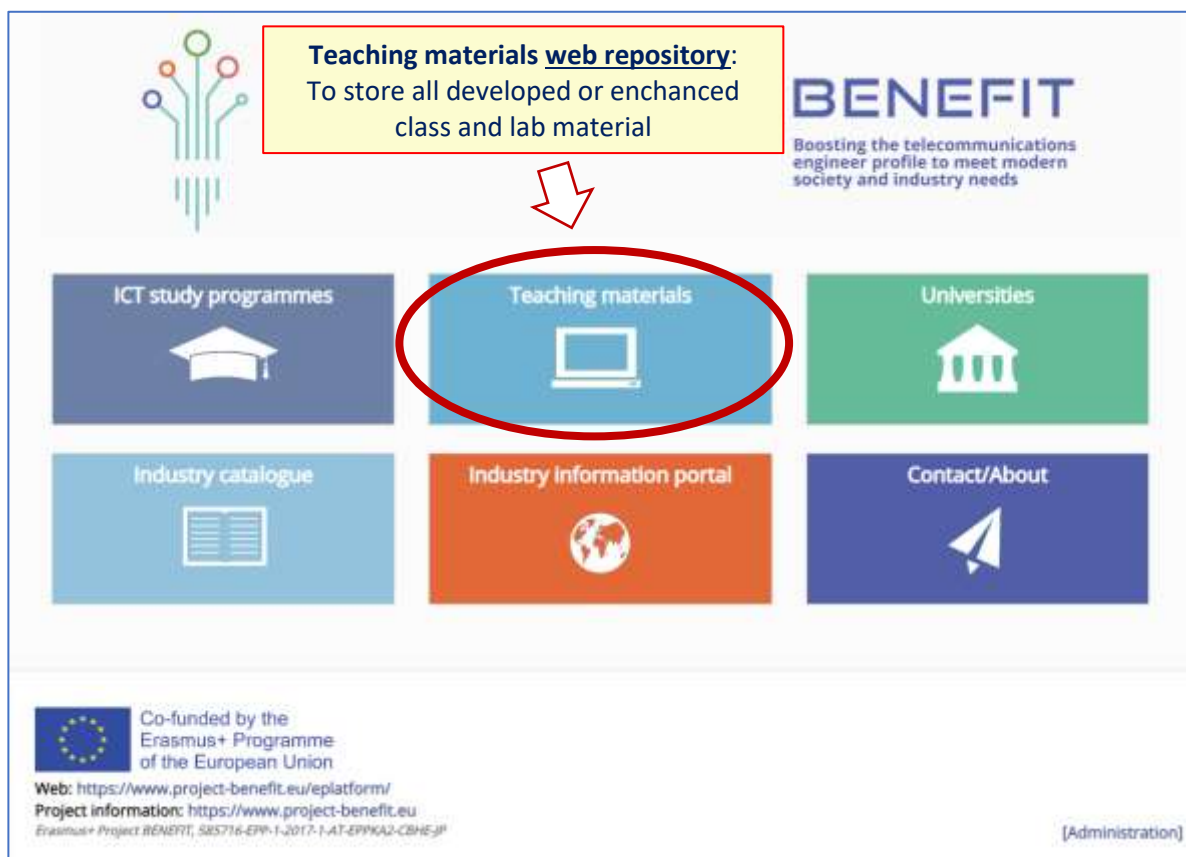 Teaching materials web repository:
To store all developed or enchanced
class and lab material
BENEFIT
Boosting the telecommunications
engineer profile to meet modern
society and industry needs
ICT study programmes
Teaching materials
Universities
Industry catalogue
Industry information portal
Contact/About
Co-funded by the
Erasmus+ Programme
of the European Union
Web: https://www.project-benefit.eu/eplatform/
Project information: https://www.project-benefit.eu
Erasmus+ Project BENEFIT, 585716-EPP-1-2017-1-AT-EPPKA2-CBHE-JP
[Administration]